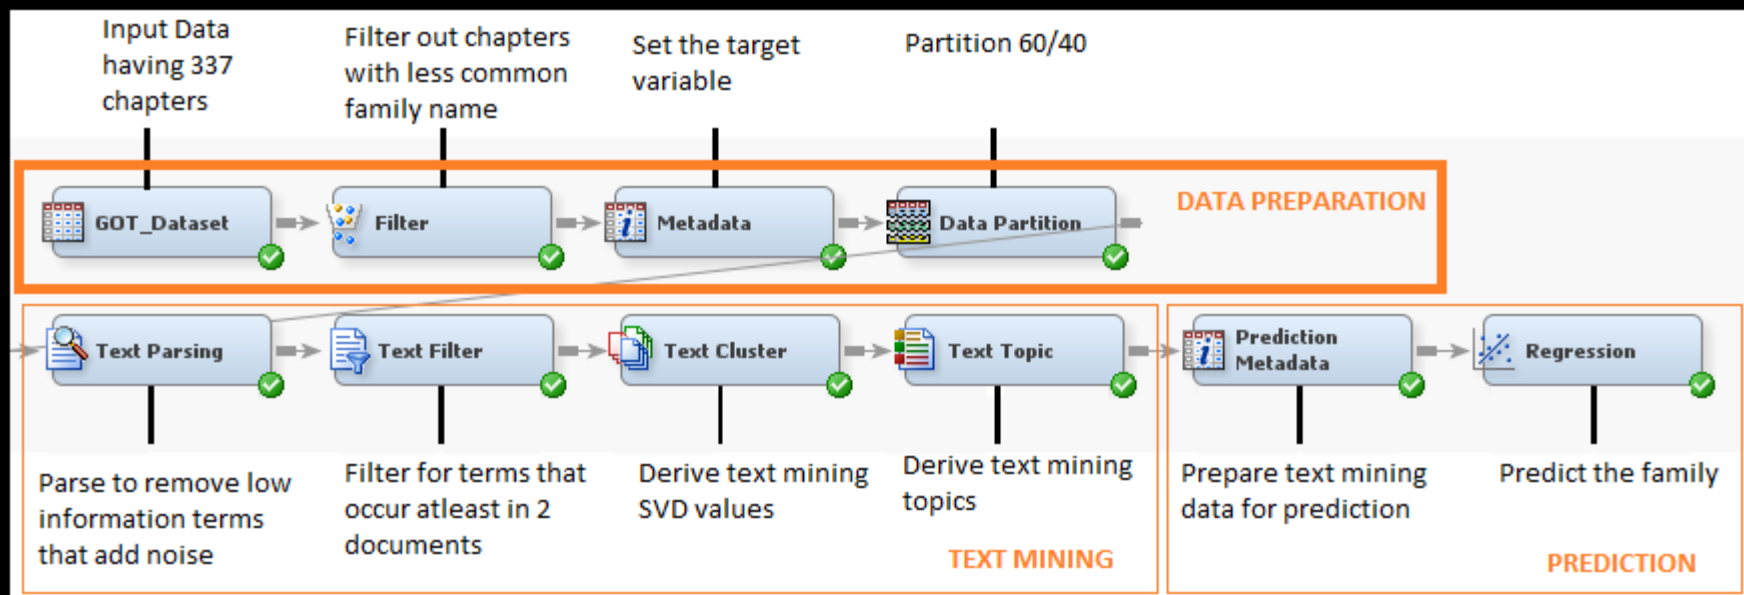 Input Data
having 337
chapters
Filter out chapters
with less common
family name
Set the target
variable
Partition 60/40
GOT_Dataset
Filter
Metadata
Data Partition
DATA PREPARATION
Text Parsing
Text Filter
Text Cluster
Text Topic
Prediction
Metadata
Regression
Parse to remove low
information terms
that add noise
Filter for terms that
occur atleast in 2
documents
Derive text mining
SVD values
Derive text mining
topics
Prepare text mining
data for prediction
Predict the family
TEXT MINING
PREDICTION